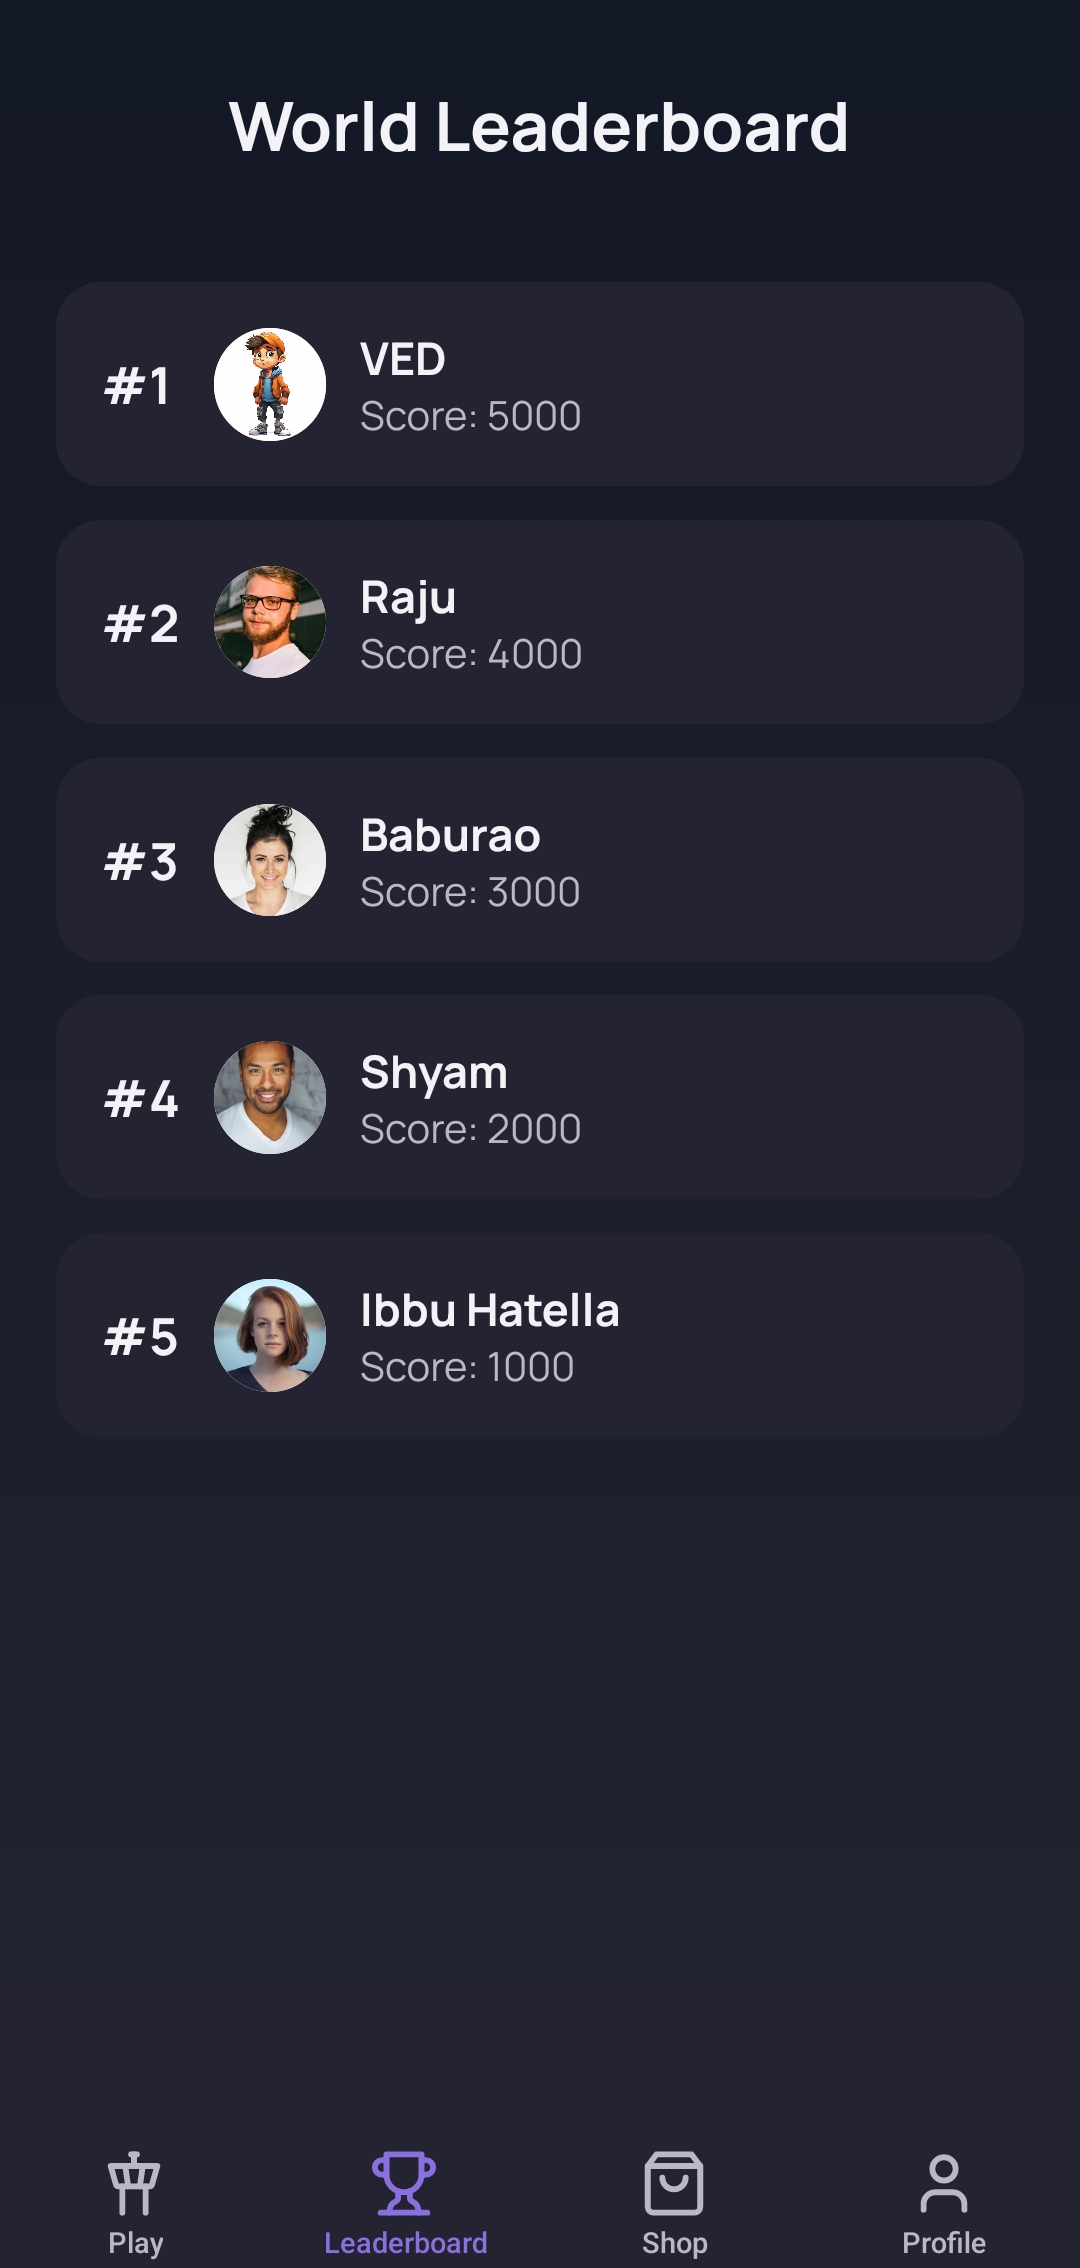 World Leaderboard
#1
VED
Score: 5000
#2
Raju
Score: 4000
#3
Baburao
Score: 3000
#4
Shyam
Score: 2000
#5
Ibbu Hatella
Score: 1000
Play
Leaderboard
Shop
Profile